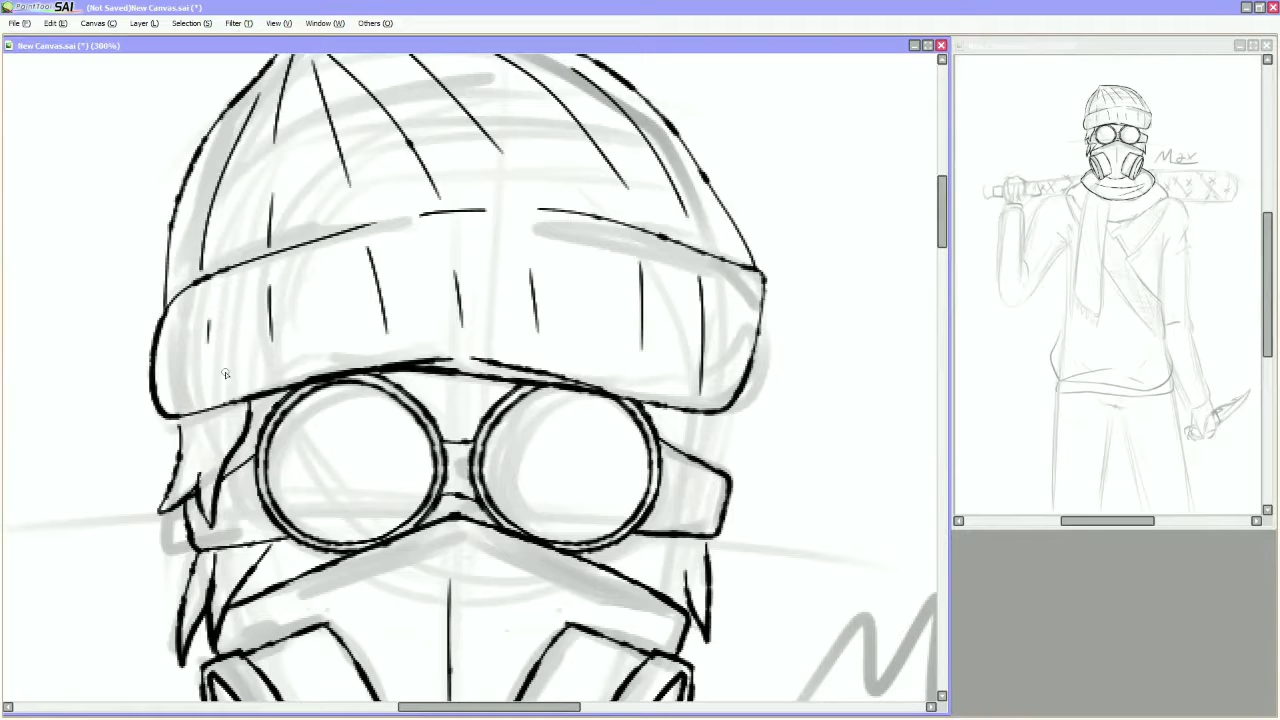 PaintTool SAI (Not Saved)New Canvas.sai (*)
File (F) Edit (E) Canvas (C) Layer (L) Selection (S) Filter (T) View (V) Window (W) Others (O)
New Canvas.sai (*) (300%)
Max
M